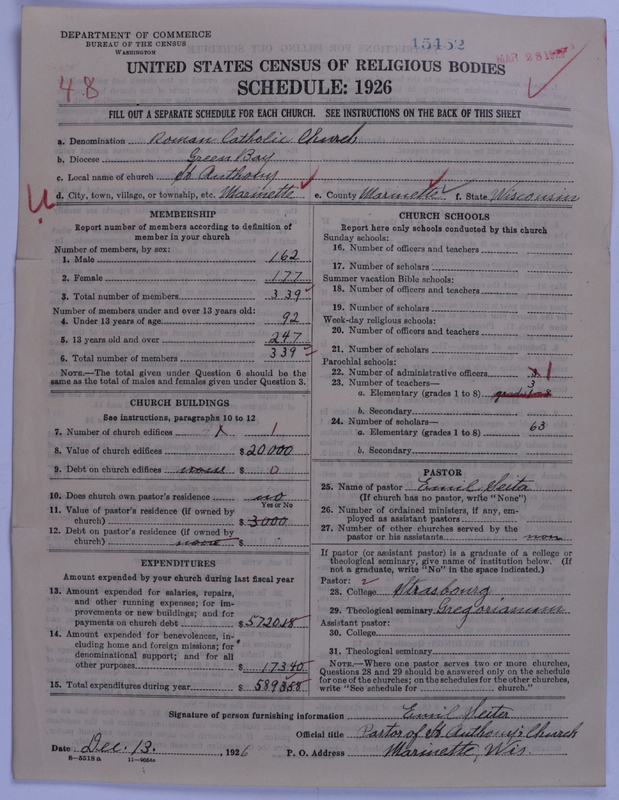 DEPARTMENT OF COMMERCE
BUREAU OF THE CENSUS
WASHINGTON
15152
MAR 28 1927
48
UNITED STATES CENSUS OF RELIGIOUS BODIES
SCHEDULE: 1926
FILL OUT A SEPARATE SCHEDULE FOR EACH CHURCH. SEE INSTRUCTIONS ON THE BACK OF THIS SHEET
a. Denomination Roman Catholic Church
b. Diocese Green Bay
c. Local name of church St Anthony
d. City, town, village, or township, etc. Marinette e. County Marinette f. State Wisconsin
MEMBERSHIP
Report number of members according to definition of
member in your church
Number of members, by sex:
1. Male 162
2. Female 177
3. Total number of members 339
Number of members under and over 13 years old:
4. Under 13 years of age 92
5. 13 years old and over 247
6. Total number of members 339
NOTE.—The total given under Question 6 should be
same as the total of males and females given under Question 3.
CHURCH BUILDINGS
See instructions, paragraphs 10 to 12
7. Number of church edifices 1
8. Value of church edifices $20,000
9. Debt on church edifices none $ 0
10. Does church own pastor's residence no
Yes or No
11. Value of pastor's residence (if owned by
church) $ 3000
12. Debt on pastor's residence (if owned by
church) none $
EXPENDITURES
Amount expended by your church during last fiscal year
13. Amount expended for salaries, repairs,
and other running expenses; for im-
provements or new buildings; and for
payments on church debt $ 5720.18
14. Amount expended for benevolences, in-
cluding home and foreign missions; for
denominational support; and for all
other purposes $ 173.40
15. Total expenditures during year $ 5893.58
CHURCH SCHOOLS
Report here only schools conducted by this church
Sunday schools:
16. Number of officers and teachers
17. Number of scholars
Summer vacation Bible schools:
18. Number of officers and teachers
19. Number of scholars
Week-day religious schools:
20. Number of officers and teachers
21. Number of scholars
Parochial schools:
22. Number of administrative officers 1
23. Number of teachers—
3
a. Elementary (grades 1 to 8) grades 1-8
b. Secondary
24. Number of scholars—
a. Elementary (grades 1 to 8) 63
b. Secondary
PASTOR
25. Name of pastor Emil Seiter
(If church has no pastor, write "None")
26. Number of ordained ministers, if any, em-
ployed as assistant pastors
27. Number of other churches served by the
pastor or his assistants non
If pastor (or assistant pastor) is a graduate of a college or
theological seminary, give name of institution below. (If
not a graduate, write "No" in the space indicated.)
Pastor: 2
28. College Strasbourg
29. Theological seminary Gregorianum
Assistant pastor:
30. College
31. Theological seminary
NOTE.—Where one pastor serves two or more churches,
Questions 28 and 29 should be answered only on the schedule
for one of the churches; on the schedules for the other churches,
write "See schedule for church."
Signature of person furnishing information Emil Seiter
Official title Pastor of St Anthony's Church
Date Dec. 13. , 1926 P. O. Address Marinette, Wis.
8—5518 a